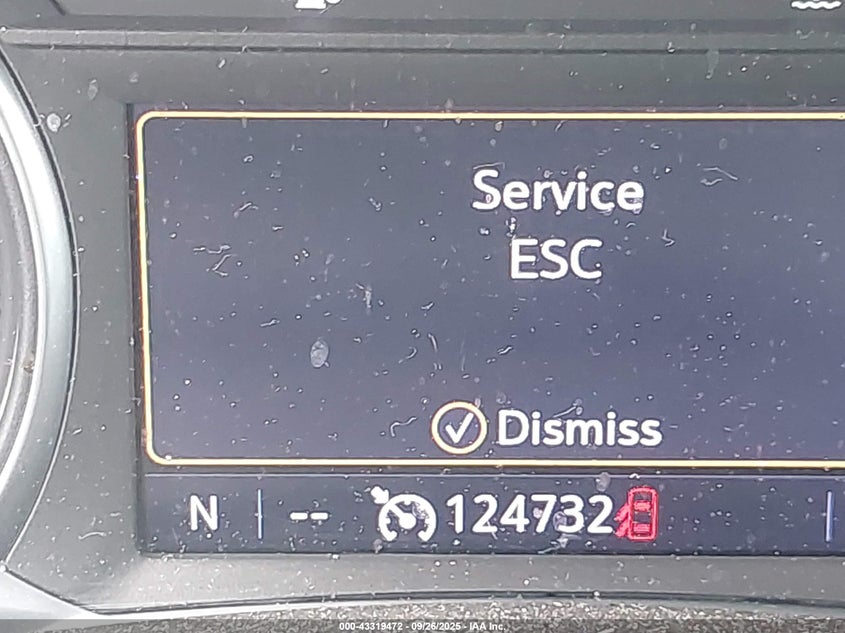 Service
ESC
Dismiss
N -- 124732
000-43319472 - 09/26/2025 - IAA Inc.